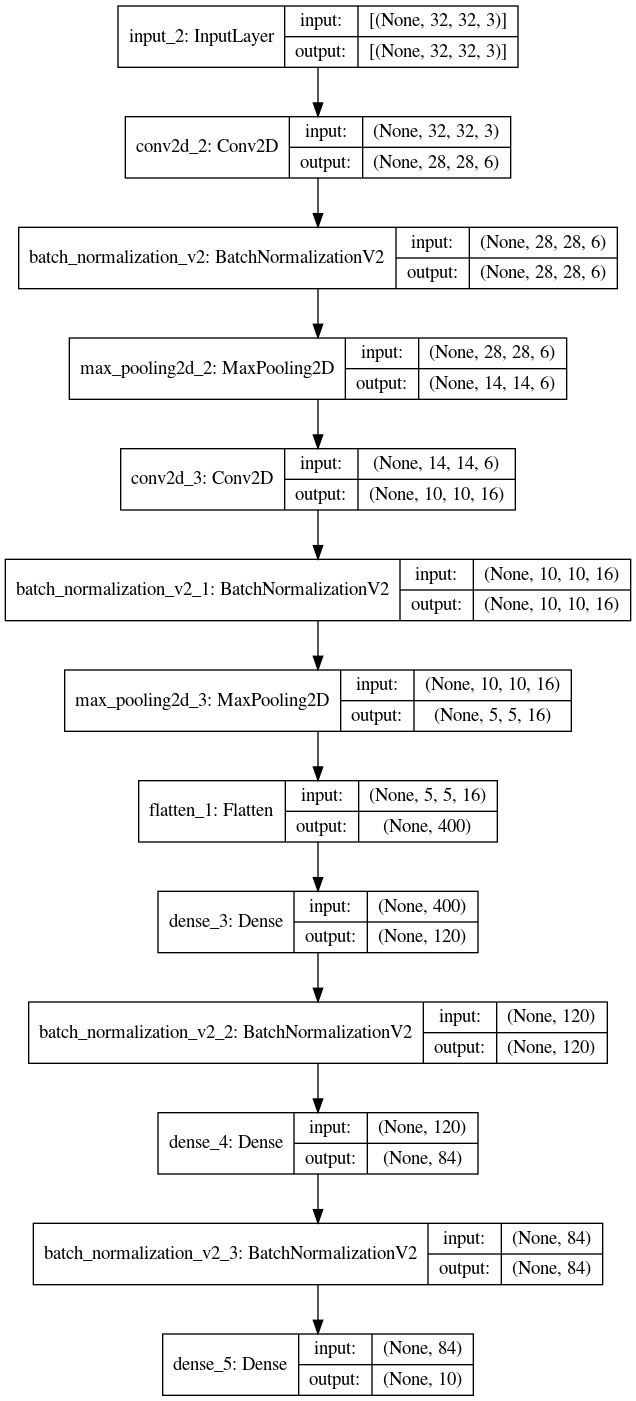 input_2: InputLayer
input:
[(None, 32, 32, 3)]
output:
[(None, 32, 32, 3)]
conv2d_2: Conv2D
input:
(None, 32, 32, 3)
output:
(None, 28, 28, 6)
batch_normalization_v2: BatchNormalizationV2
input:
(None, 28, 28, 6)
output:
(None, 28, 28, 6)
max_pooling2d_2: MaxPooling2D
input:
(None, 28, 28, 6)
output:
(None, 14, 14, 6)
conv2d_3: Conv2D
input:
(None, 14, 14, 6)
output:
(None, 10, 10, 16)
batch_normalization_v2_1: BatchNormalizationV2
input:
(None, 10, 10, 16)
output:
(None, 10, 10, 16)
max_pooling2d_3: MaxPooling2D
input:
(None, 10, 10, 16)
output:
(None, 5, 5, 16)
flatten_1: Flatten
input:
(None, 5, 5, 16)
output:
(None, 400)
dense_3: Dense
input:
(None, 400)
output:
(None, 120)
batch_normalization_v2_2: BatchNormalizationV2
input:
(None, 120)
output:
(None, 120)
dense_4: Dense
input:
(None, 120)
output:
(None, 84)
batch_normalization_v2_3: BatchNormalizationV2
input:
(None, 84)
output:
(None, 84)
dense_5: Dense
input:
(None, 84)
output:
(None, 10)